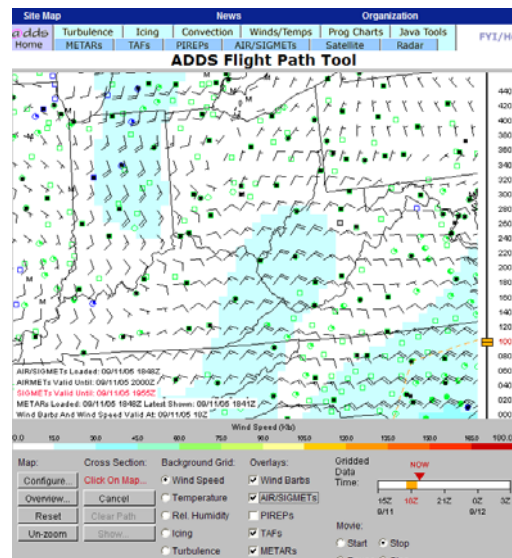 Site Map News Organization
adds Turbulence Icing Convection Winds/Temps Prog Charts Java Tools FYI/H
Home METARs TAFs PIREPs AIR/SIGMETs Satellite Radar
ADDS Flight Path Tool
440
420
400
380
360
340
320
300
280
260
240
220
200
180
160
140
120
100
080
060
040
020
000
AIR/SIGMETs Loaded: 09/11/05 1848Z
AIRMETs Valid Until: 09/11/05 2000Z
SIGMETs Valid Until: 09/11/05 1955Z
METARs Loaded: 09/11/05 1848Z Latest Shown: 09/11/05 1841Z
Wind Barbs And Wind Speed Valid At: 09/11/05 18Z
Wind Speed (Kts)
0.0 15.0 30.0 45.0 60.0 75.0 90.0 105.0 120.0 135.0
Map: Cross Section: Background Grid: Overlays: Gridded Data Time: NOW
Configure... Click On Map... Wind Speed Wind Barbs
Overview... Cancel Temperature AIR/SIGMETs 15Z 18Z 21Z 0Z 3Z
9/11 9/12
Reset Clear Path Rel. Humidity PIREPs
Movie:
Un-zoom Show... Icing TAFs Start Stop
Turbulence METARs